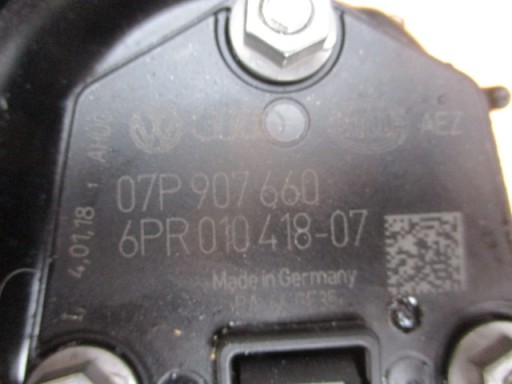 AEZ
07P 907 660
6PR 010 418-07
Made in Germany
4.01.18